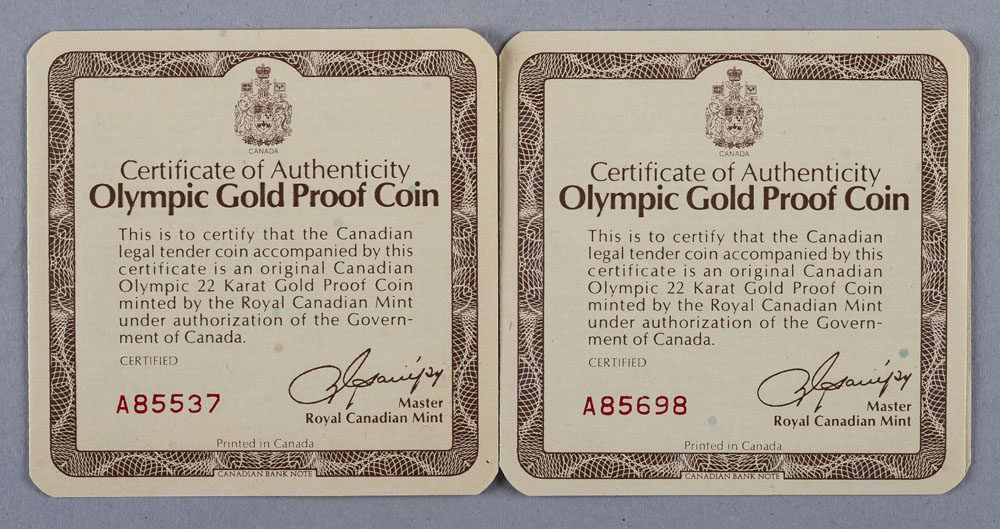 CANADA
Certificate of Authenticity
Olympic Gold Proof Coin
This is to certify that the Canadian
legal tender coin accompanied by this
certificate is an original Canadian
Olympic 22 Karat Gold Proof Coin
minted by the Royal Canadian Mint
under authorization of the Govern-
ment of Canada.
CERTIFIED
A85537
Master
Royal Canadian Mint
Printed in Canada
CANADIAN BANK NOTE
CANADA
Certificate of Authenticity
Olympic Gold Proof Coin
This is to certify that the Canadian
legal tender coin accompanied by this
certificate is an original Canadian
Olympic 22 Karat Gold Proof Coin
minted by the Royal Canadian Mint
under authorization of the Govern-
ment of Canada.
CERTIFIED
A85698
Master
Royal Canadian Mint
Printed in Canada
CANADIAN BANK NOTE